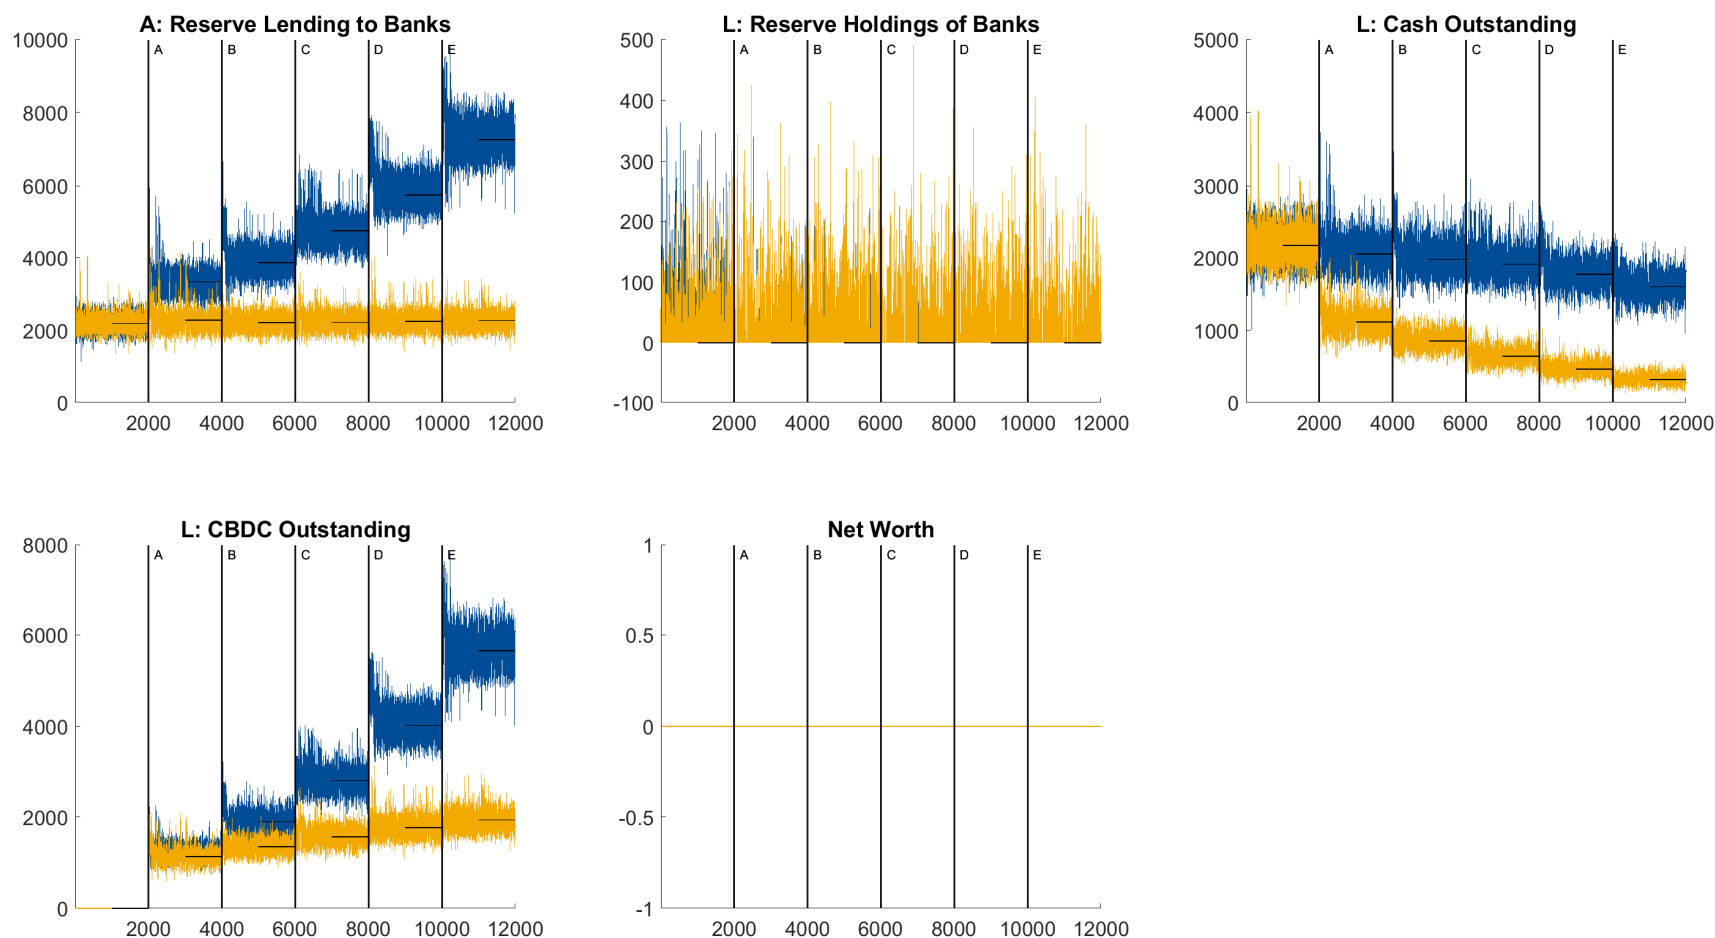 A: Reserve Lending to Banks
10000
8000
6000
4000
2000
0
A B C D E
2000 4000 6000 8000 10000 12000
L: Reserve Holdings of Banks
500
400
300
200
100
0
-100
A B C D E
2000 4000 6000 8000 10000 12000
L: Cash Outstanding
5000
4000
3000
2000
1000
0
A B C D E
2000 4000 6000 8000 10000 12000
L: CBDC Outstanding
8000
6000
4000
2000
0
A B C D E
2000 4000 6000 8000 10000 12000
Net Worth
1
0.5
0
-0.5
-1
A B C D E
2000 4000 6000 8000 10000 12000